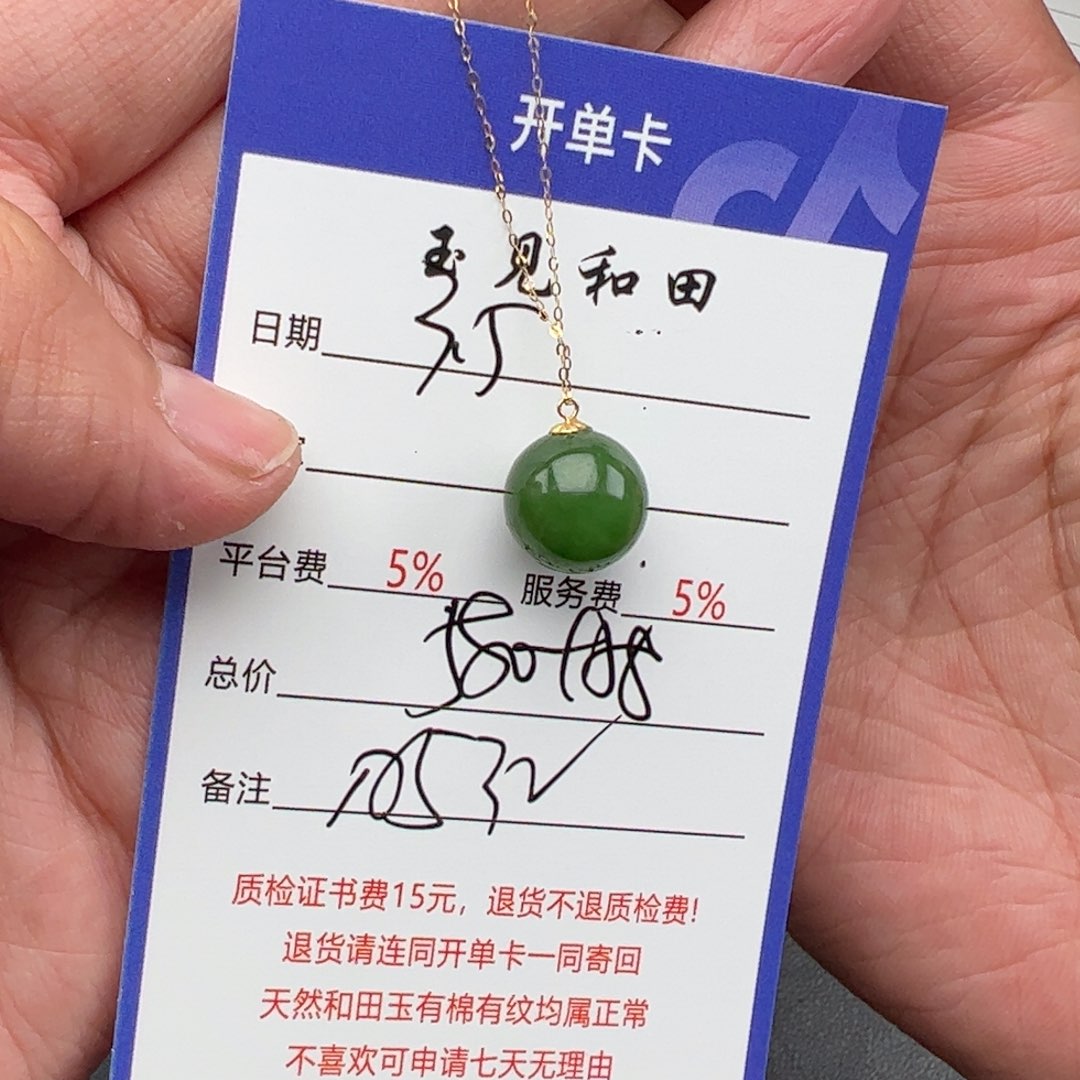 开单卡
玉见和田
日期
平台费 5% 服务费 5%
总价
备注
质检证书费15元，退货不退质检费!
退货请连同开单卡一同寄回
天然和田玉有棉有纹均属正常
不喜欢可申请七天无理由